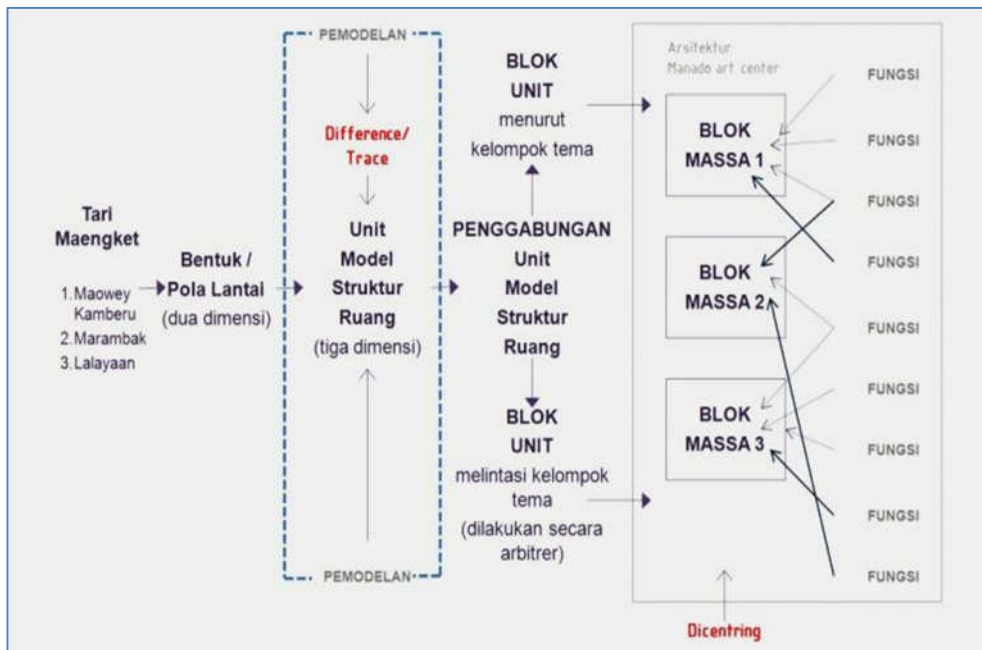 Tari
Maengket
1. Maowey
Kamberu
2. Marambak
3. Lalayaan
Bentuk /
Pola Lantai
(dua dimensi)
PEMODELAN
Difference/
Trace
Unit
Model
Struktur
Ruang
(tiga dimensi)
PEMODELAN
BLOK
UNIT
menurut
kelompok tema
PENGGABUNGAN
Unit
Model
Struktur
Ruang
BLOK
UNIT
melintasi kelompok
tema
(dilakukan secara
arbitrer)
Arsitektur
Manado art center
BLOK
MASSA 1
BLOK
MASSA 2
BLOK
MASSA 3
Dicentring
FUNGSI
FUNGSI
FUNGSI
FUNGSI
FUNGSI
FUNGSI
FUNGSI
FUNGSI
FUNGSI